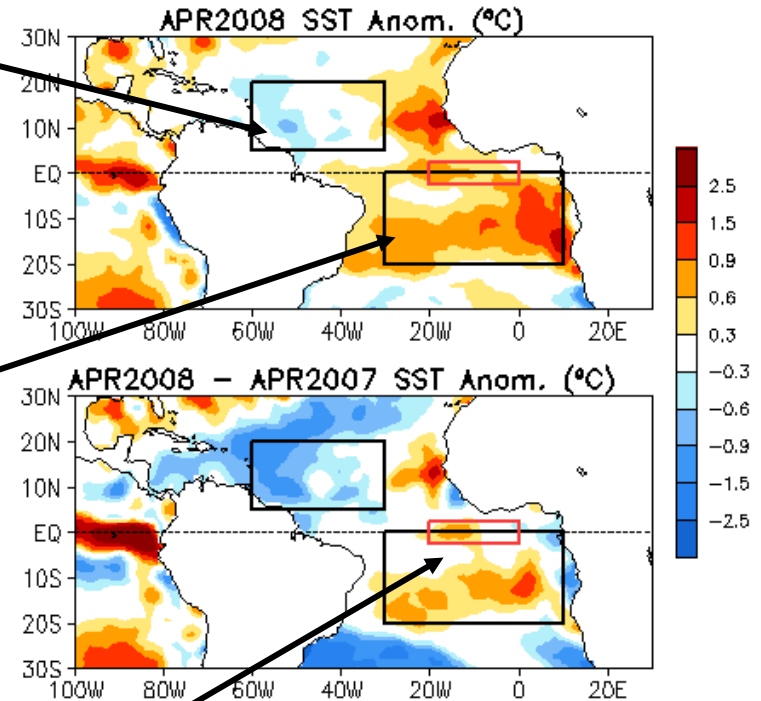 APR2008 SST Anom. (ºC)
30N
20N
10N
EQ
10S
20S
30S
100W 80W 60W 40W 20W 0 20E
2.5
1.5
0.9
0.6
0.3
−0.3
−0.6
−0.9
−1.5
−2.5
APR2008 − APR2007 SST Anom. (ºC)
30N
20N
10N
EQ
10S
20S
30S
100W 80W 60W 40W 20W 0 20E